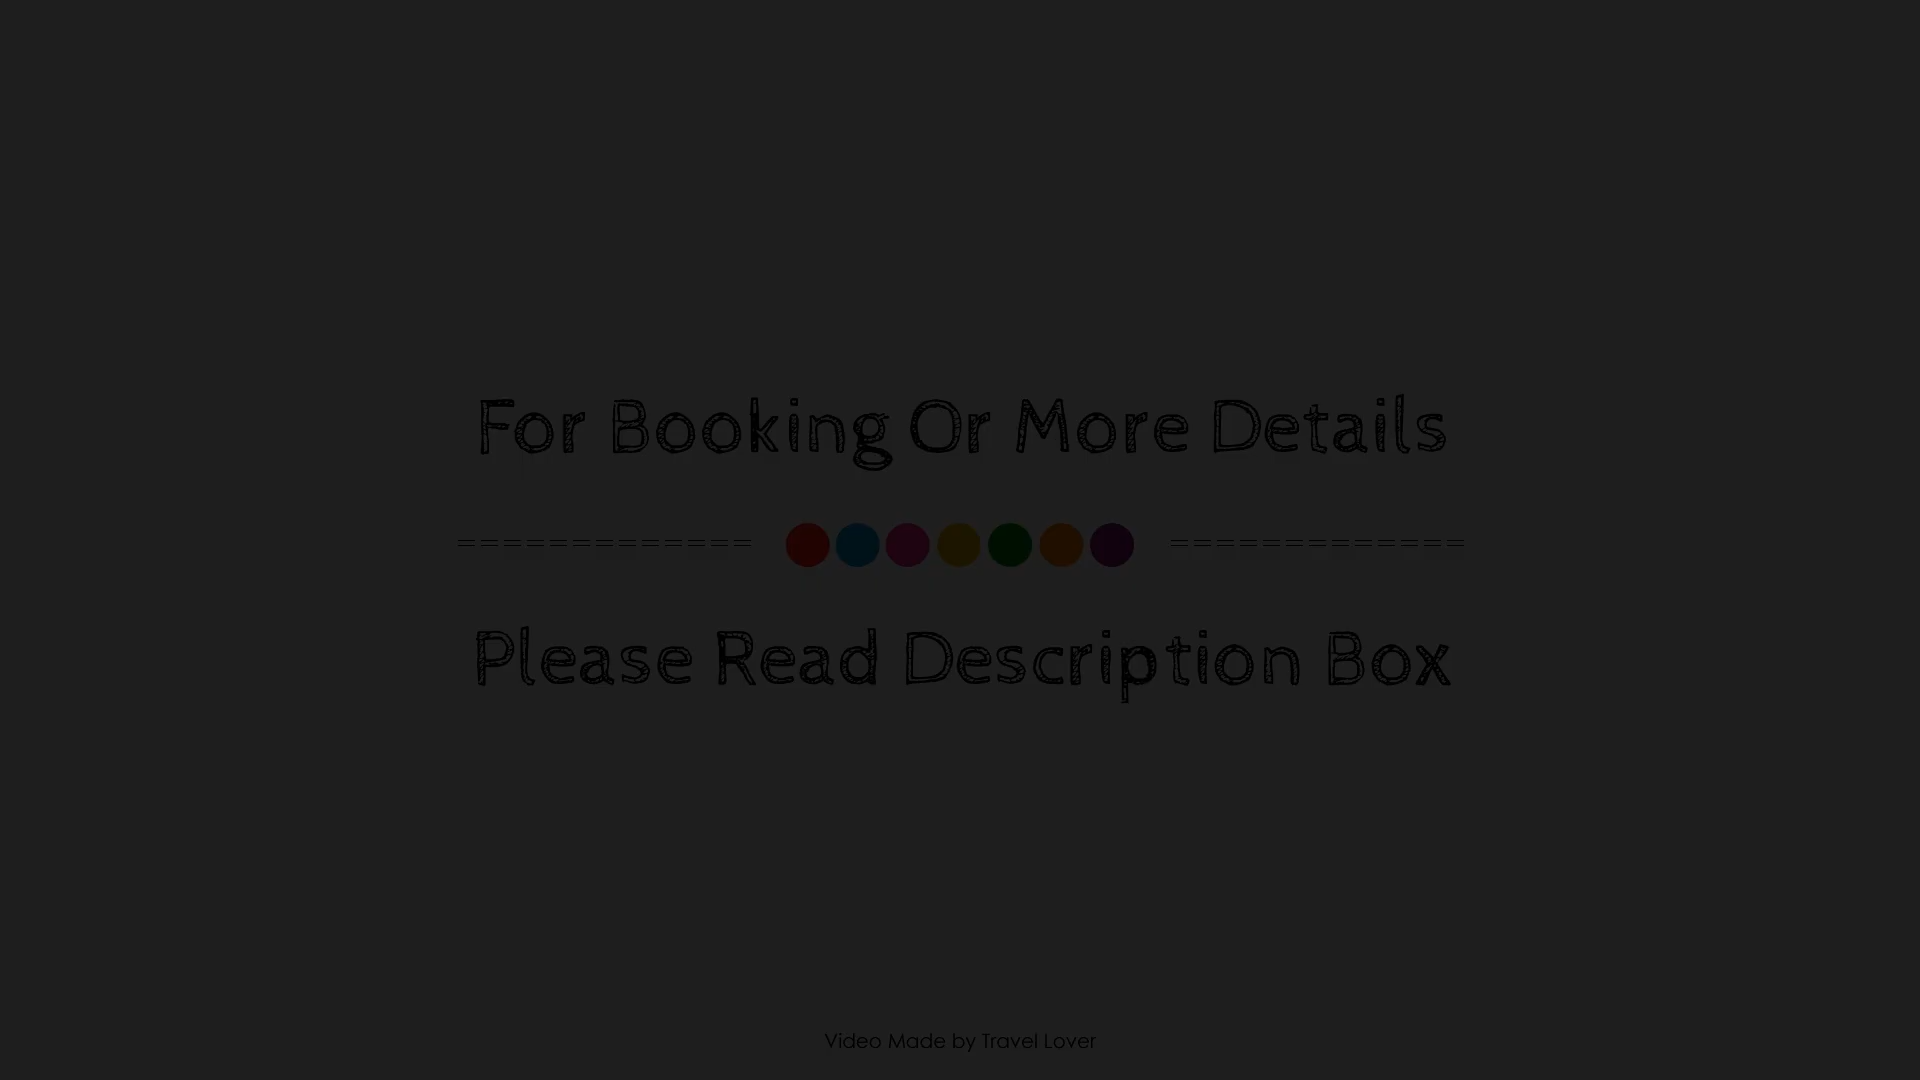 For Booking Or More Details
============= =============
Please Read Description Box
Video Made by Travel Lover